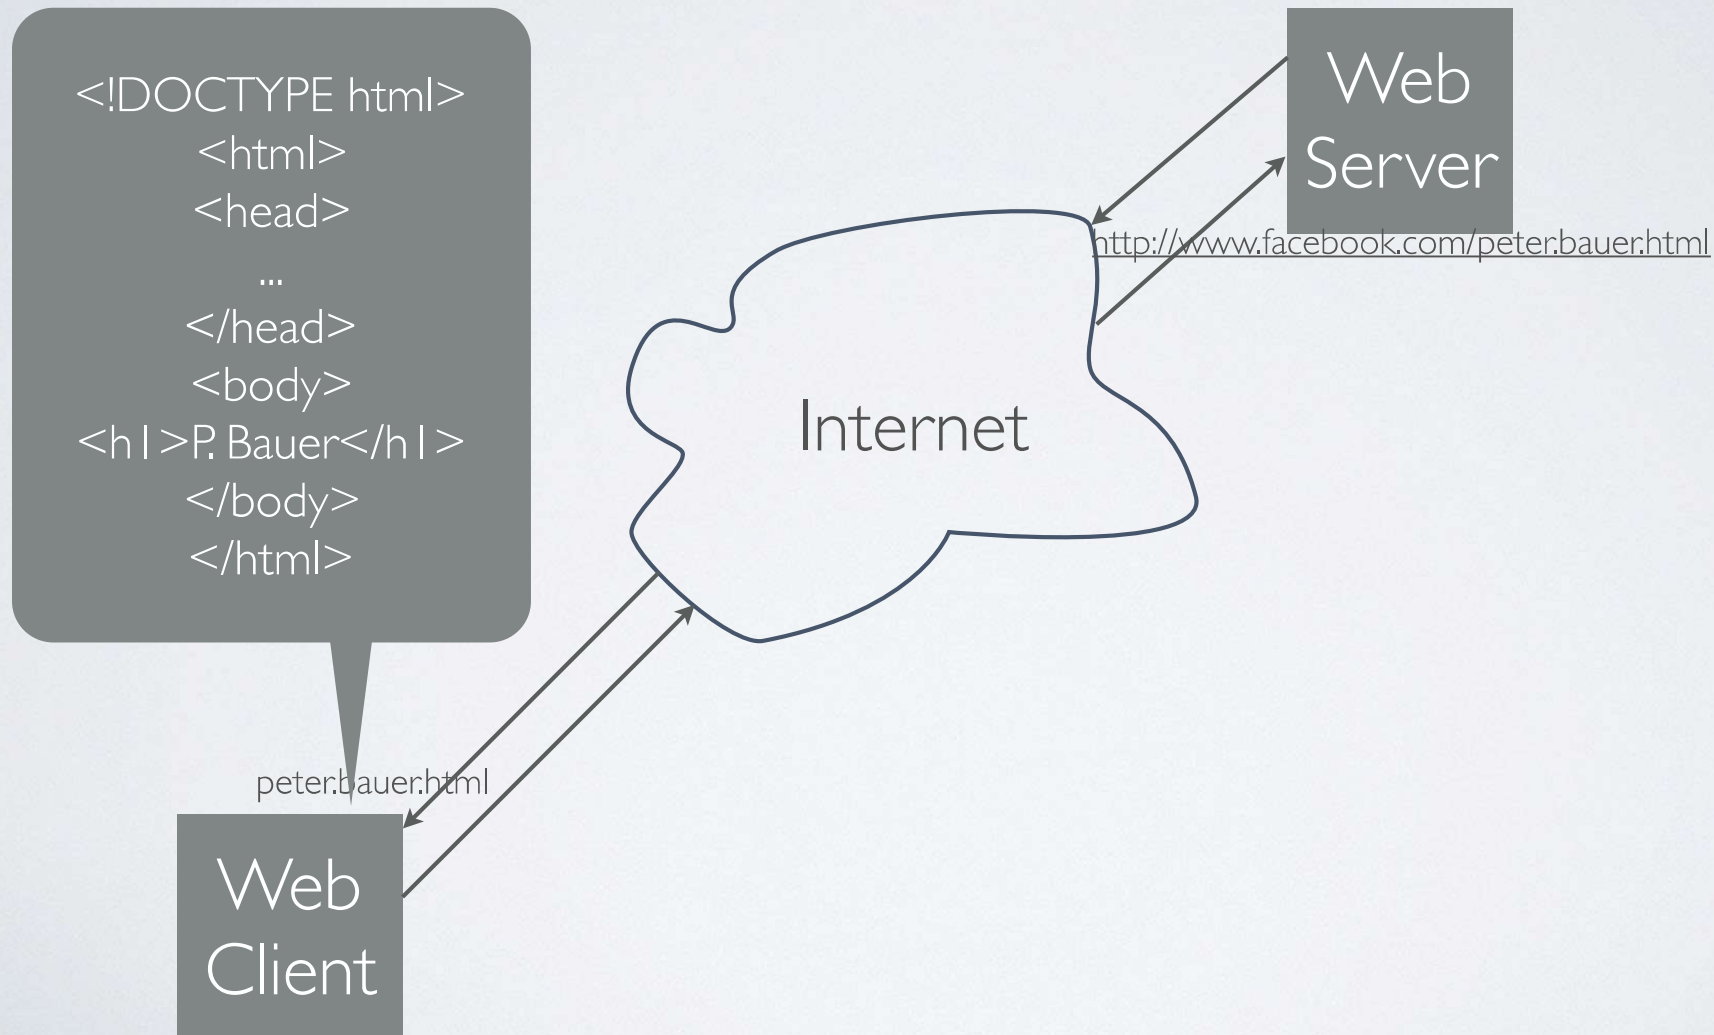 <!DOCTYPE html>
<html>
<head>
...
</head>
<body>
<h1>P. Bauer</h1>
</body>
</html>
Web
Server
http://www.facebook.com/peter.bauer.html
Internet
peter.bauer.html
Web
Client